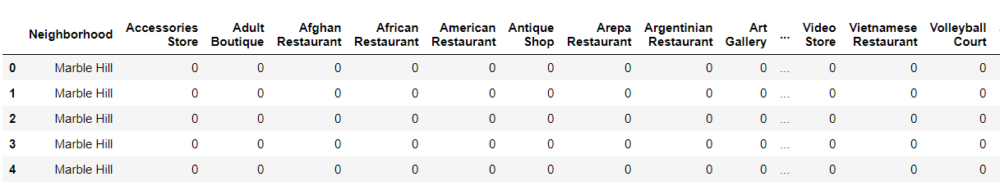 Neighborhood Accessories Store Adult Boutique Afghan Restaurant African Restaurant American Restaurant Antique Shop Arepa Restaurant Argentinian Restaurant Art Gallery ... Video Store Vietnamese Restaurant Volleyball Court
0 Marble Hill 0 0 0 0 0 0 0 0 0 ... 0 0 0
1 Marble Hill 0 0 0 0 0 0 0 0 0 ... 0 0 0
2 Marble Hill 0 0 0 0 0 0 0 0 0 ... 0 0 0
3 Marble Hill 0 0 0 0 0 0 0 0 0 ... 0 0 0
4 Marble Hill 0 0 0 0 0 0 0 0 0 ... 0 0 0